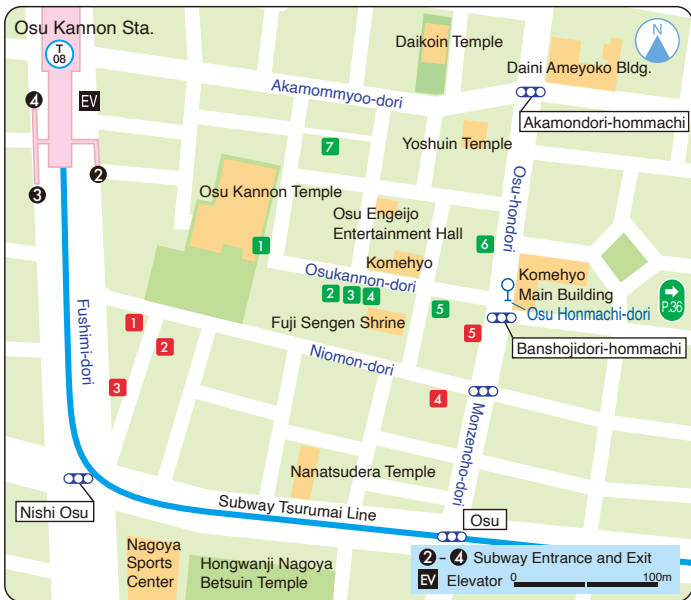 Osu Kannon Sta.
T
08
N
Daikoin Temple
Daini Ameyoko Bldg.
4
EV
Akamommyoo-dori
Akamondori-hommachi
7
Yoshuin Temple
2
3
Osu Kannon Temple
Osu-hondori
Osu Engeijo
Entertainment Hall
1
6
Komehyo
Osukannon-dori
Komehyo
Main Building
Osu Honmachi-dori
P.36
2
3
4
5
Fushimi-dori
1
Fuji Sengen Shrine
5
Banshojidori-hommachi
2
Niomon-dori
3
4
Monzencho-dori
Nanatsudera Temple
Nishi Osu
Subway Tsurumai Line
Osu
Nagoya
Sports
Center
Hongwanji Nagoya
Betsuin Temple
2 - 4 Subway Entrance and Exit
EV Elevator 0 100m